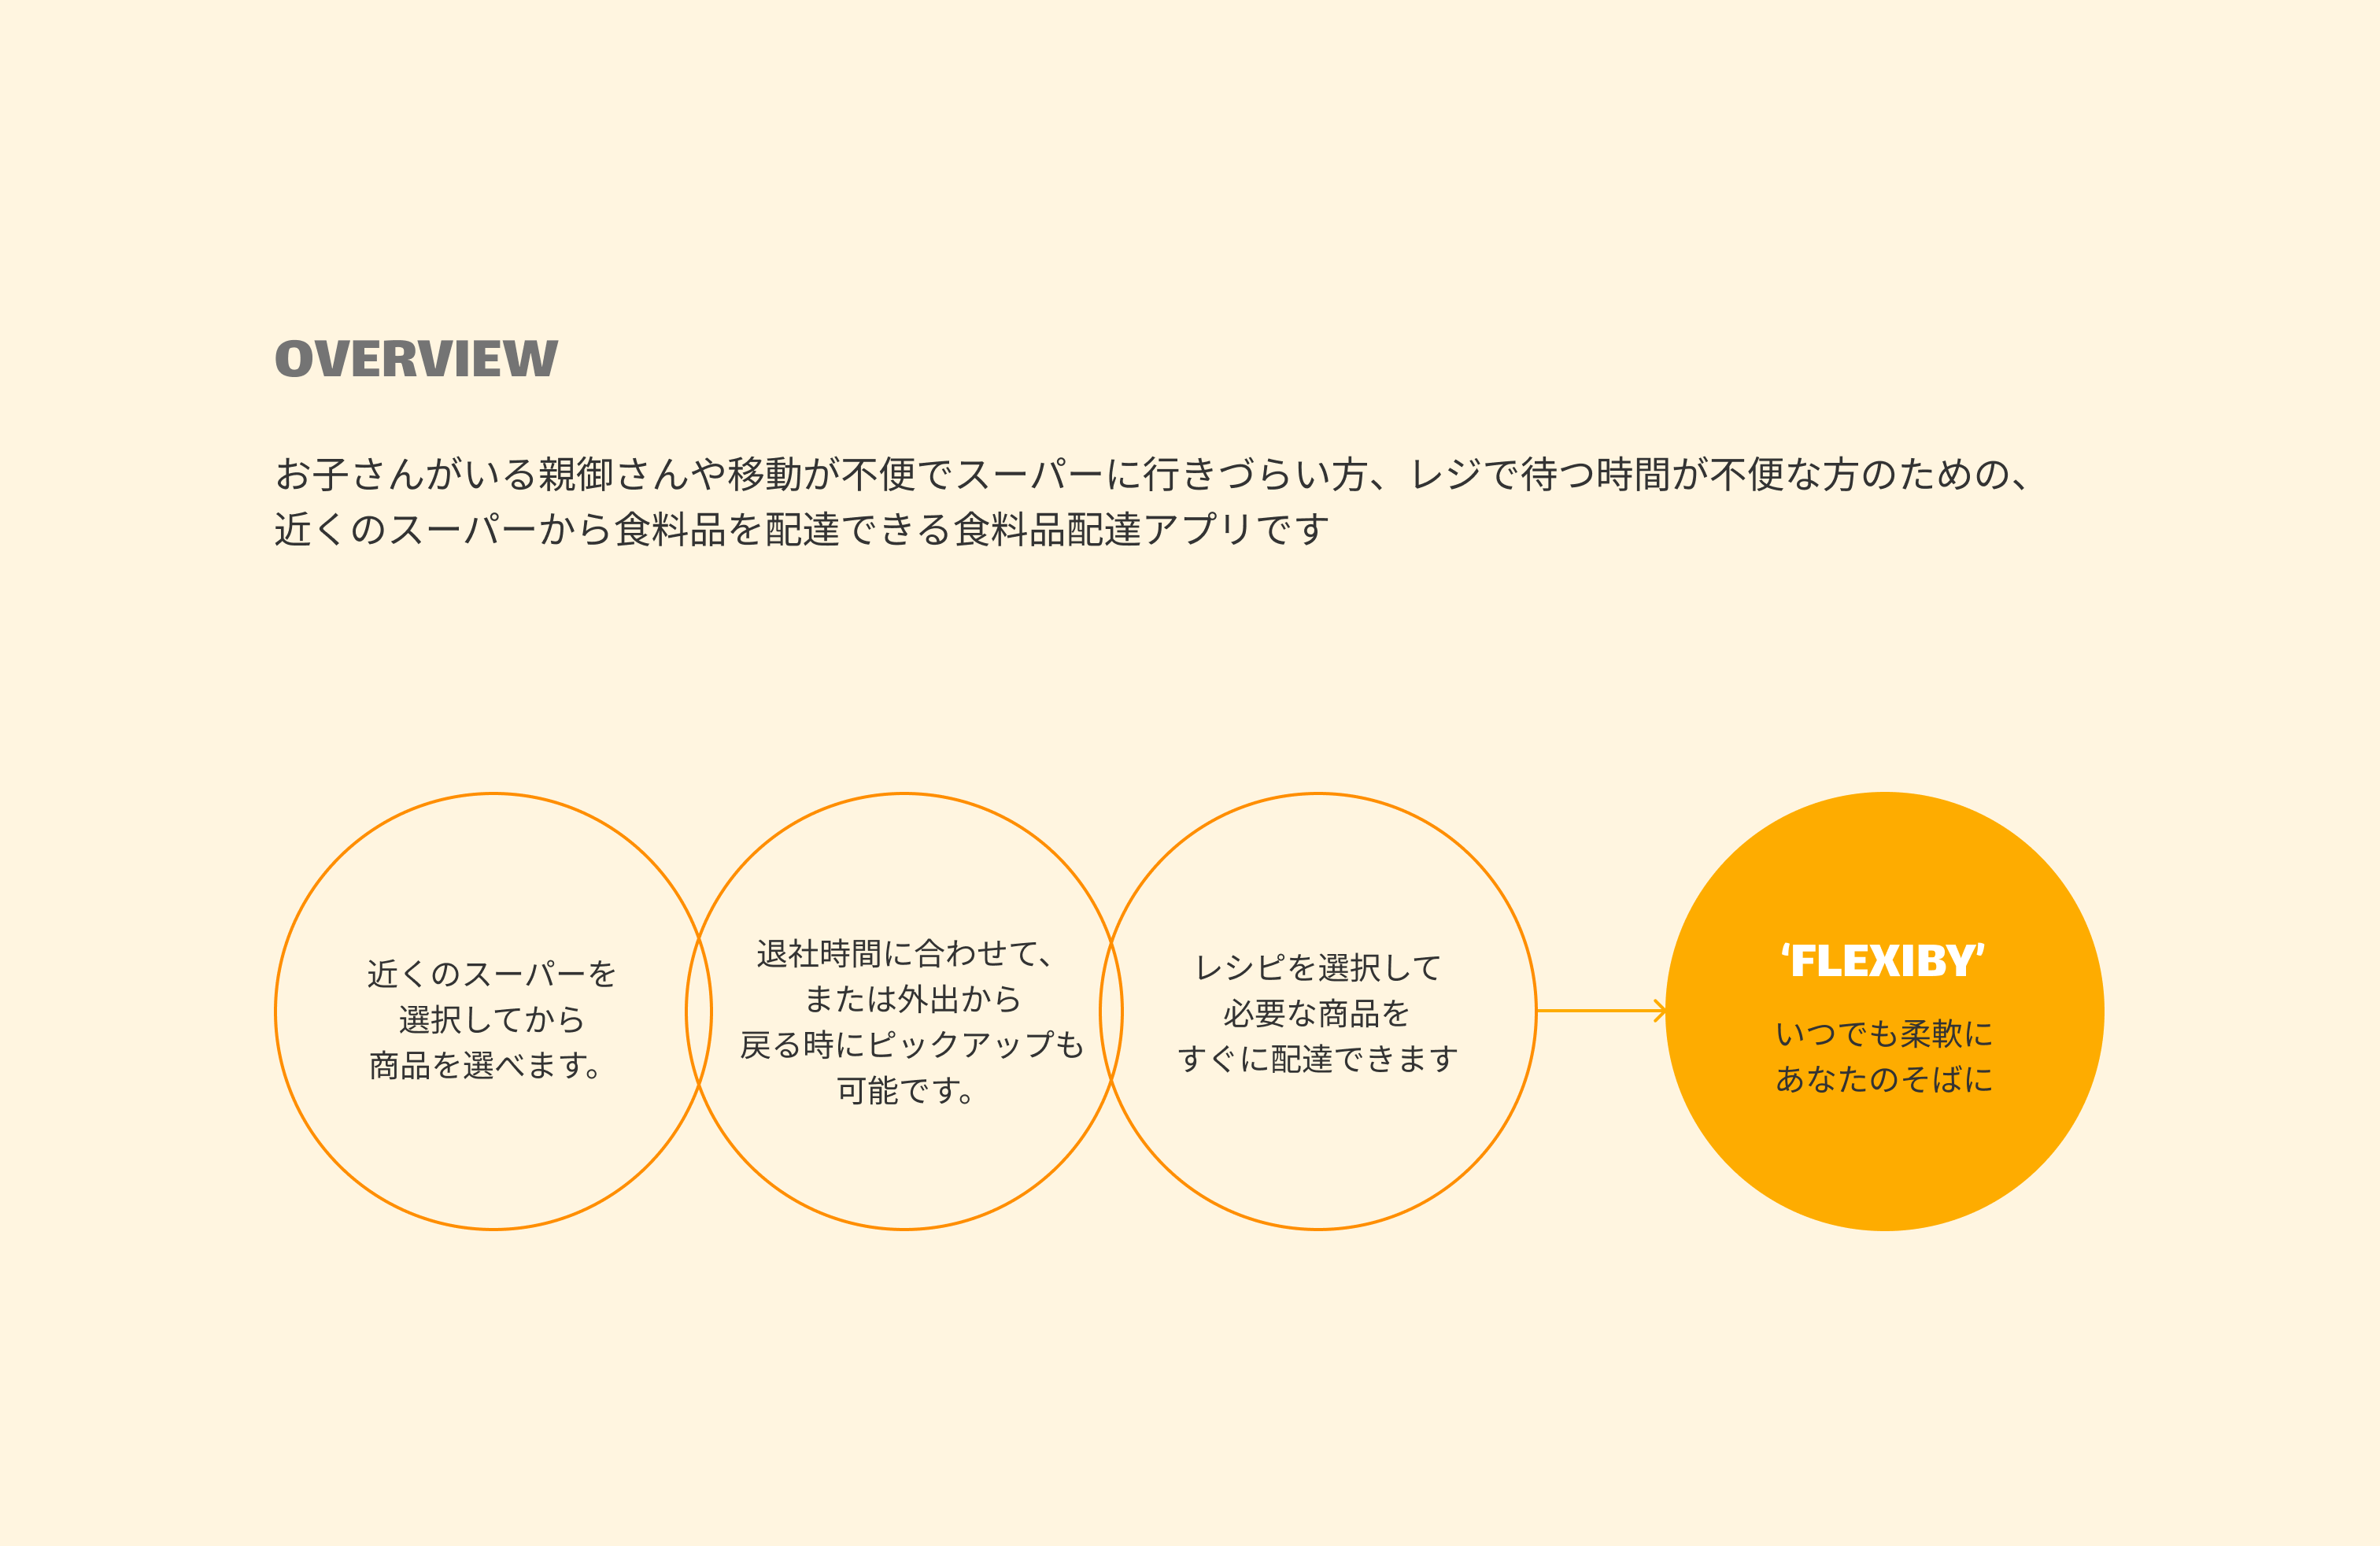 OVERVIEW
お子さんがいる親御さんや移動が不便でスーパーに行きづらい方、レジで待つ時間が不便な方のための、
近くのスーパーから食料品を配達できる食料品配達アプリです
近くのスーパーを
選択してから
商品を選べます。
退社時間に合わせて、
または外出から
戻る時にピックアップも
可能です。
レシピを選択して
必要な商品を
すぐに配達できます
‘FLEXIBY’
いつでも柔軟に
あなたのそばに